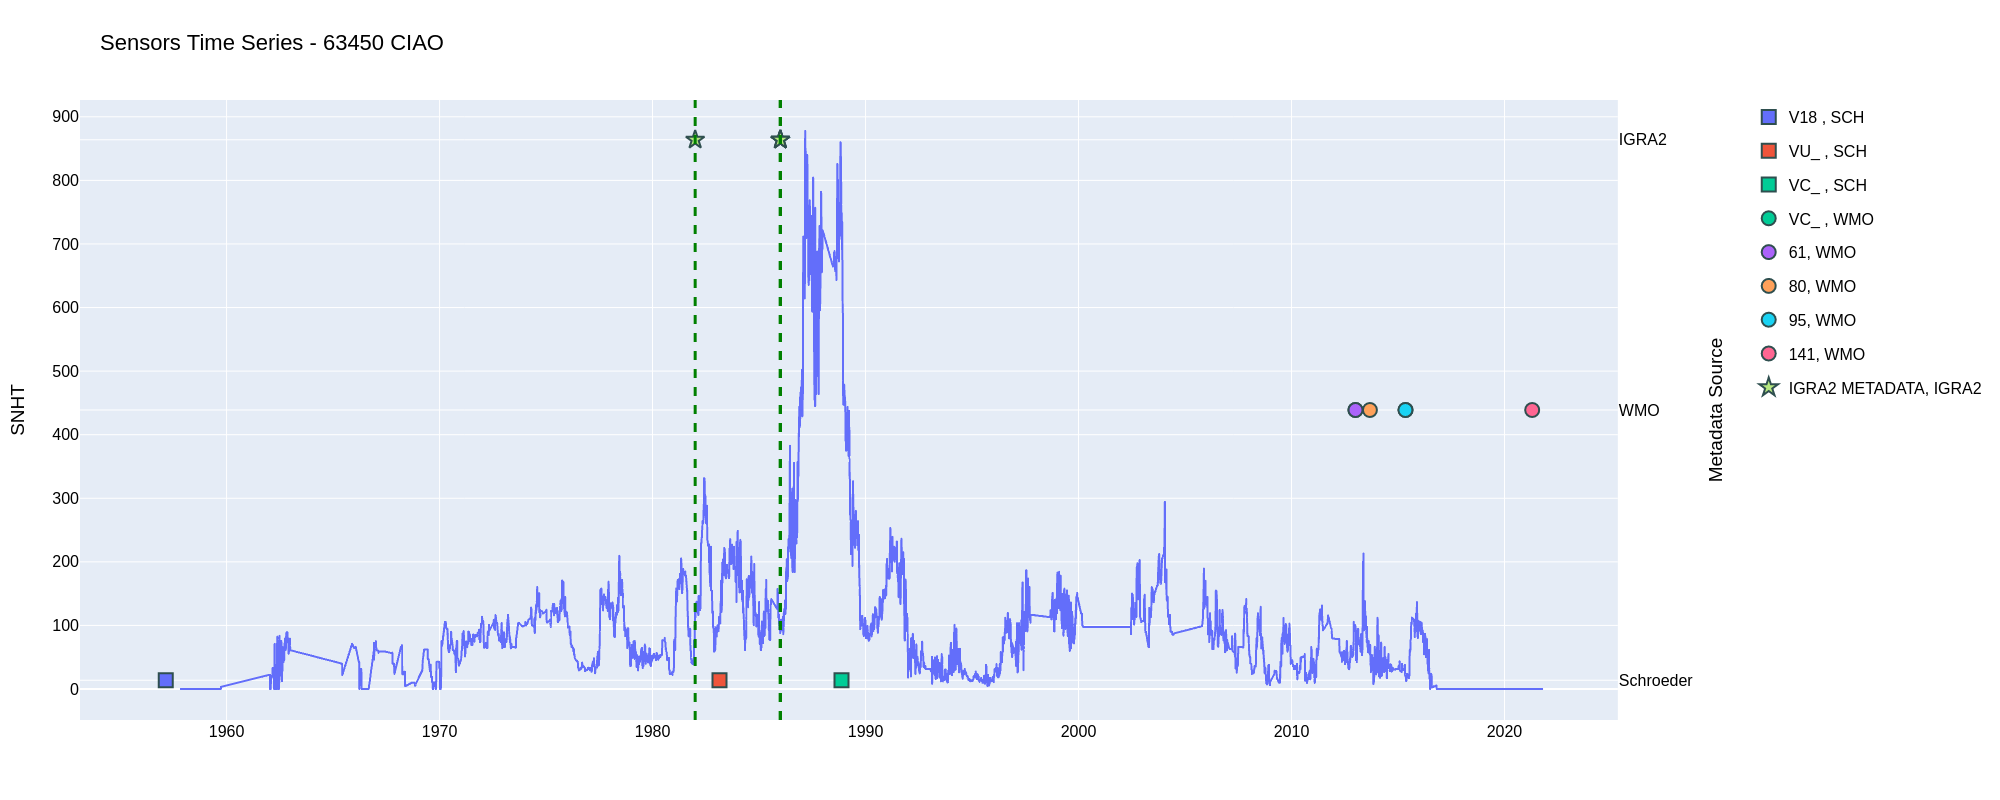 Sensors Time Series - 63450 CIAO
SNHT
900
800
700
600
500
400
300
200
100
0
1960
1970
1980
1990
2000
2010
2020
IGRA2
WMO
Schroeder
Metadata Source
V18 , SCH
VU_ , SCH
VC_ , SCH
VC_ , WMO
61, WMO
80, WMO
95, WMO
141, WMO
IGRA2 METADATA, IGRA2